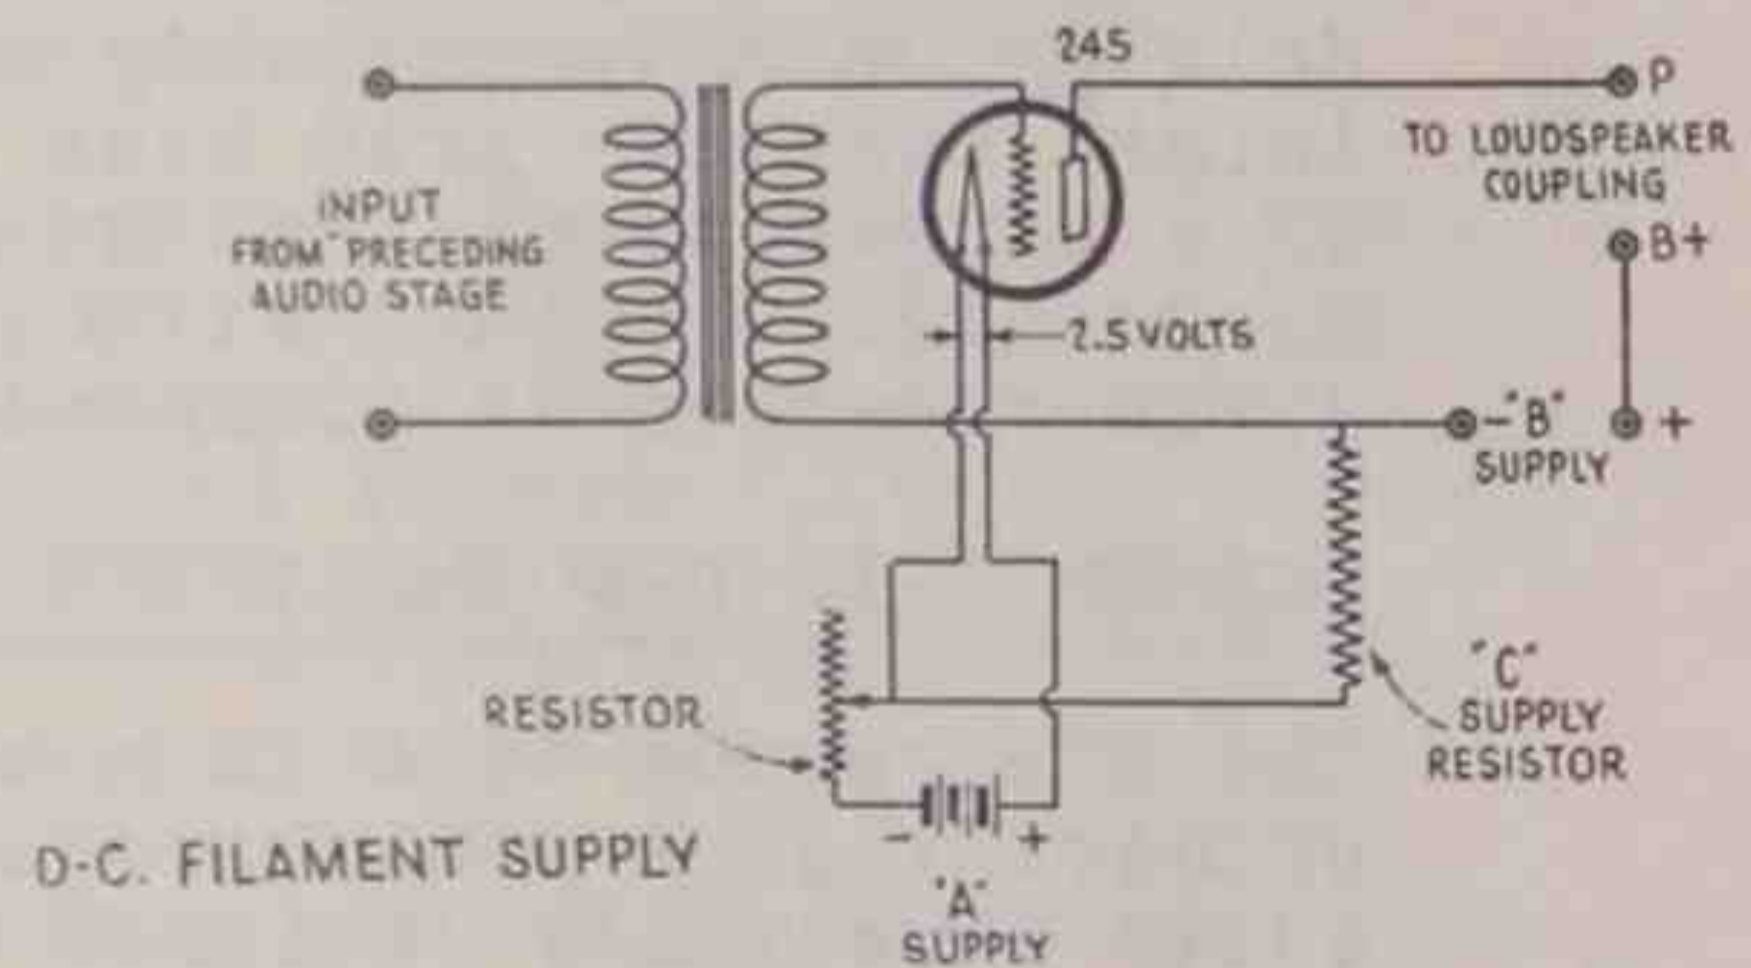 245
P
TO LOUDSPEAKER
COUPLING
INPUT
FROM PRECEDING
AUDIO STAGE
B+
2.5 VOLTS
- "B" +
SUPPLY
"C"
SUPPLY
RESISTOR
RESISTOR
- +
D-C. FILAMENT SUPPLY
"A"
SUPPLY